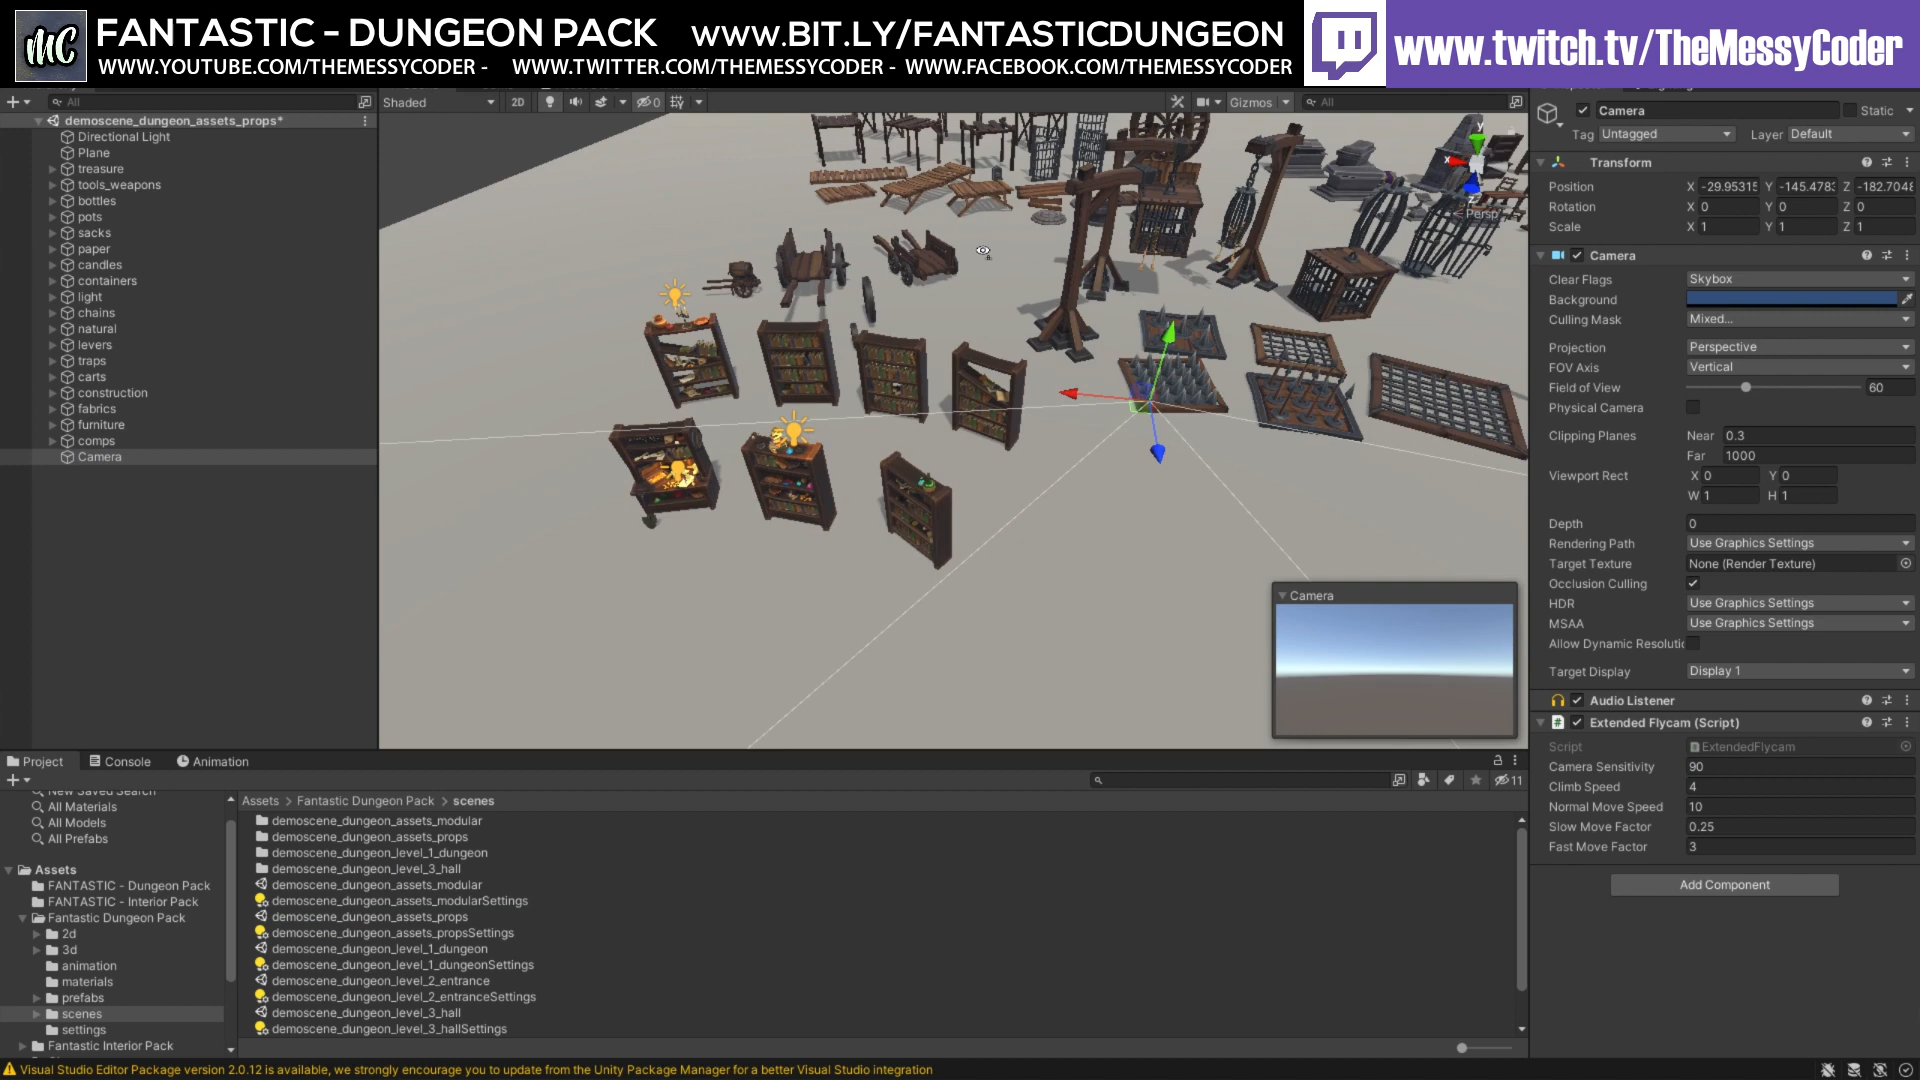 MC
FANTASTIC - DUNGEON PACK
WWW.BIT.LY/FANTASTICDUNGEON
WWW.YOUTUBE.COM/THEMESSYCODER - WWW.TWITTER.COM/THEMESSYCODER - WWW.FACEBOOK.COM/THEMESSYCODER
www.twitch.tv/TheMessyCoder
All
Shaded
2D
0
Gizmos
All
demoscene_dungeon_assets_props*
Directional Light
Plane
treasure
tools_weapons
bottles
pots
sacks
paper
candles
containers
light
chains
natural
levers
traps
carts
construction
fabrics
furniture
comps
Camera
y
x
z
Persp
Camera
Camera
Static
Tag Untagged
Layer Default
Transform
Position X -29.95315 Y -145.4783 Z -182.7048
Rotation X 0 Y 0 Z 0
Scale X 1 Y 1 Z 1
Camera
Clear Flags Skybox
Background
Culling Mask Mixed...
Projection Perspective
FOV Axis Vertical
Field of View 60
Physical Camera
Clipping Planes Near 0.3
Far 1000
Viewport Rect X 0 Y 0
W 1 H 1
Depth 0
Rendering Path Use Graphics Settings
Target Texture None (Render Texture)
Occlusion Culling
HDR Use Graphics Settings
MSAA Use Graphics Settings
Allow Dynamic Resolutic
Target Display Display 1
Audio Listener
Extended Flycam (Script)
Script ExtendedFlycam
Camera Sensitivity 90
Climb Speed 4
Normal Move Speed 10
Slow Move Factor 0.25
Fast Move Factor 3
Add Component
Project
Console
Animation
11
New Saved Search
All Materials
All Models
All Prefabs
Assets
FANTASTIC - Dungeon Pack
FANTASTIC - Interior Pack
Fantastic Dungeon Pack
2d
3d
animation
materials
prefabs
scenes
settings
Fantastic Interior Pack
Assets > Fantastic Dungeon Pack > scenes
demoscene_dungeon_assets_modular
demoscene_dungeon_assets_props
demoscene_dungeon_level_1_dungeon
demoscene_dungeon_level_3_hall
demoscene_dungeon_assets_modular
demoscene_dungeon_assets_modularSettings
demoscene_dungeon_assets_props
demoscene_dungeon_assets_propsSettings
demoscene_dungeon_level_1_dungeon
demoscene_dungeon_level_1_dungeonSettings
demoscene_dungeon_level_2_entrance
demoscene_dungeon_level_2_entranceSettings
demoscene_dungeon_level_3_hall
demoscene_dungeon_level_3_hallSettings
Visual Studio Editor Package version 2.0.12 is available, we strongly encourage you to update from the Unity Package Manager for a better Visual Studio integration